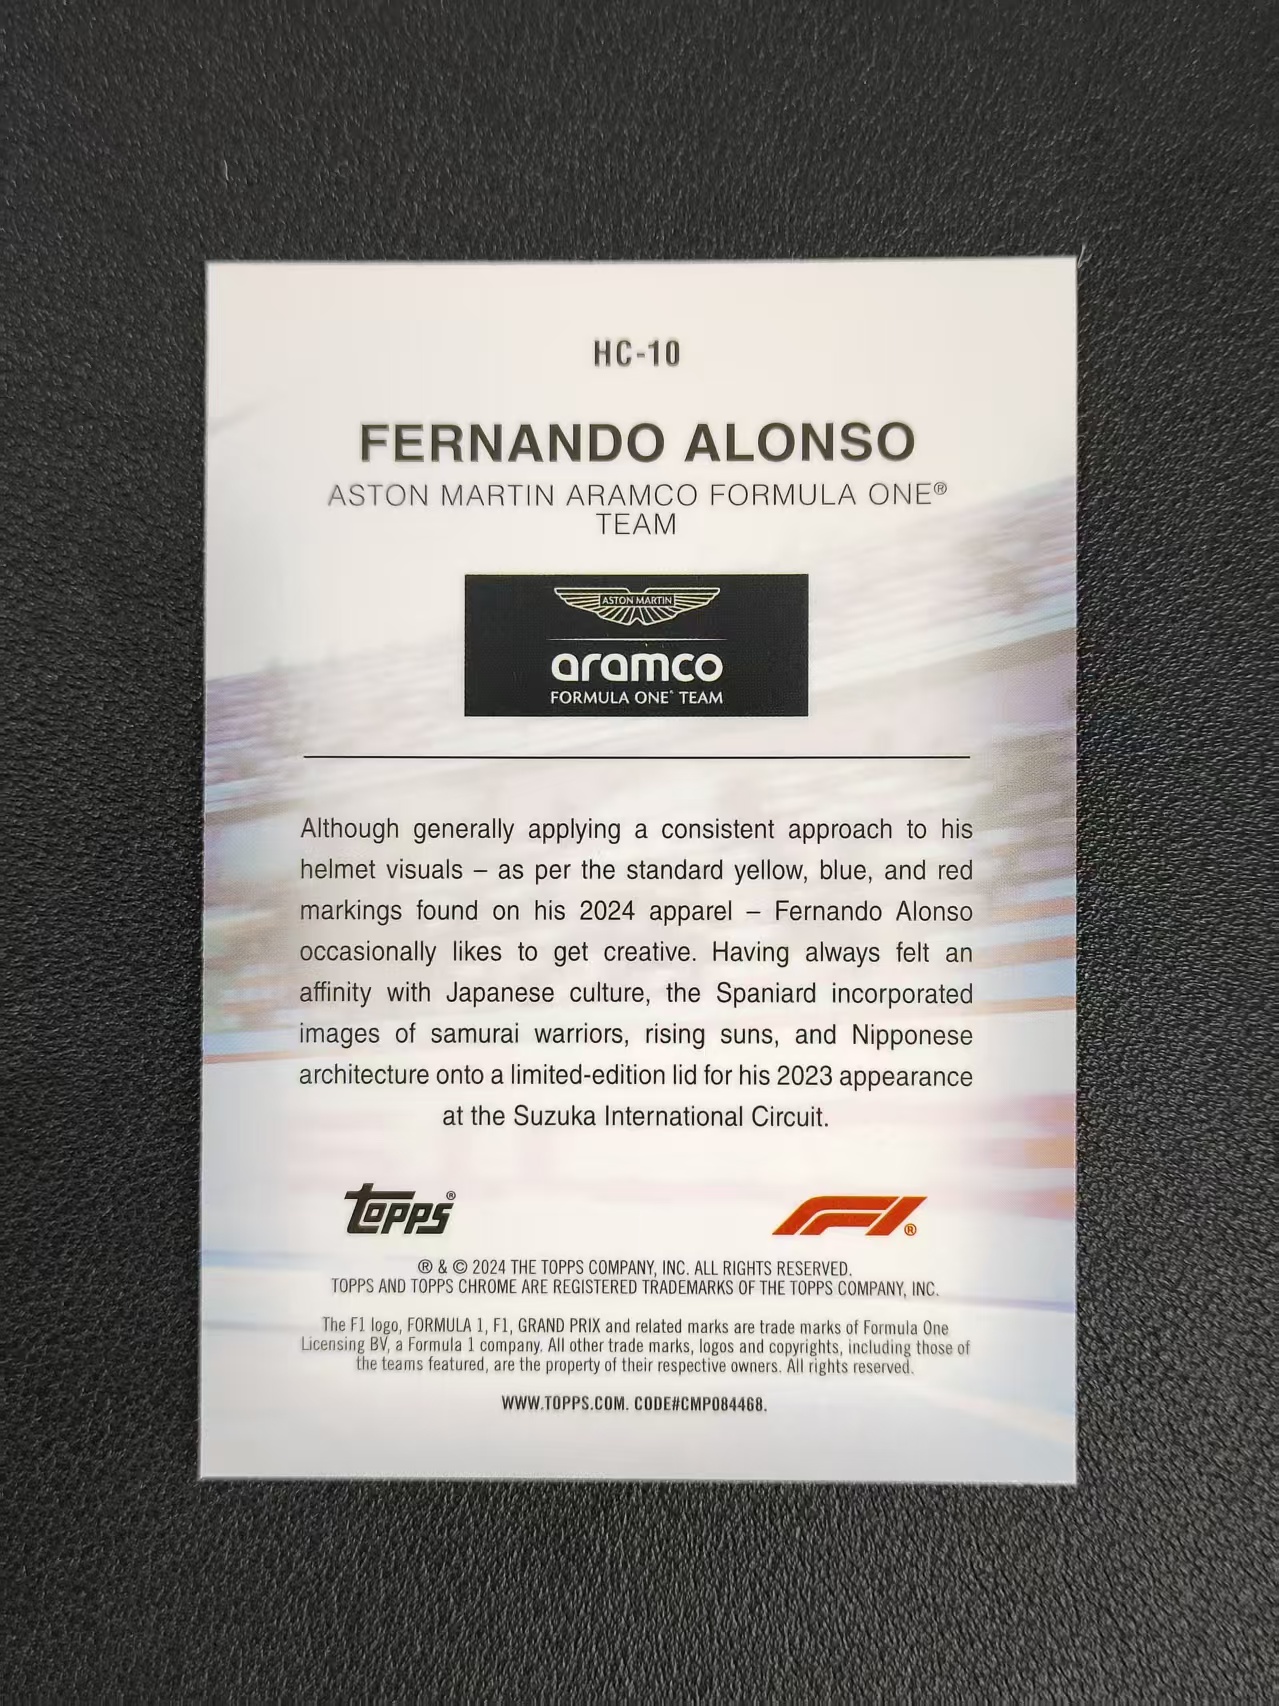 HC-10
FERNANDO ALONSO
ASTON MARTIN ARAMCO FORMULA ONE®
TEAM
ASTON MARTIN
aramco
FORMULA ONE® TEAM
Although generally applying a consistent approach to his
helmet visuals – as per the standard yellow, blue, and red
markings found on his 2024 apparel – Fernando Alonso
occasionally likes to get creative. Having always felt an
affinity with Japanese culture, the Spaniard incorporated
images of samurai warriors, rising suns, and Nipponese
architecture onto a limited-edition lid for his 2023 appearance
at the Suzuka International Circuit.
Topps® F1®
® & © 2024 THE TOPPS COMPANY, INC. ALL RIGHTS RESERVED.
TOPPS AND TOPPS CHROME ARE REGISTERED TRADEMARKS OF THE TOPPS COMPANY, INC.
The F1 logo, FORMULA 1, F1, GRAND PRIX and related marks are trade marks of Formula One
Licensing BV, a Formula 1 company. All other trade marks, logos and copyrights, including those of
the teams featured, are the property of their respective owners. All rights reserved.
WWW.TOPPS.COM. CODE#CMP084468.